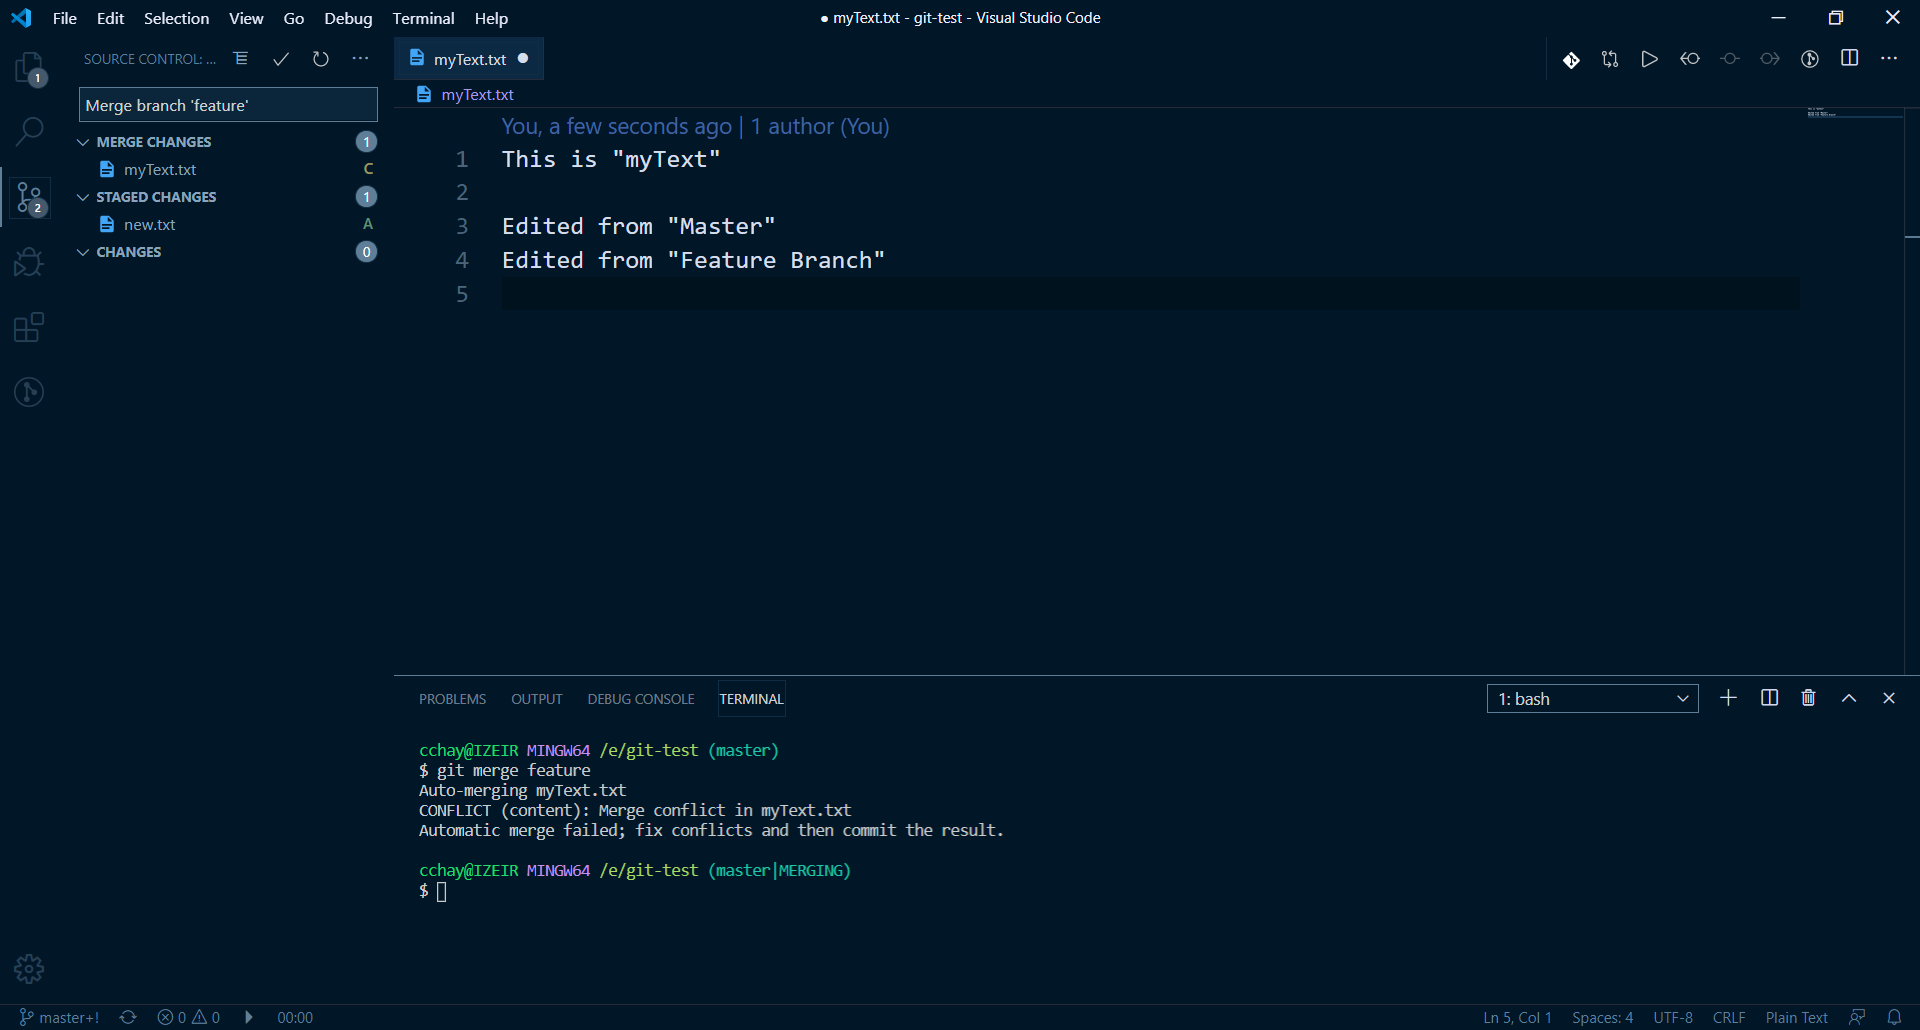 File Edit Selection View Go Debug Terminal Help
● myText.txt - git-test - Visual Studio Code
1
2
SOURCE CONTROL: ...
Merge branch 'feature'
MERGE CHANGES 1
myText.txt C
STAGED CHANGES 1
new.txt A
CHANGES 0
myText.txt
myText.txt
You, a few seconds ago | 1 author (You)
1 This is "myText"
2
3 Edited from "Master"
4 Edited from "Feature Branch"
5
PROBLEMS OUTPUT DEBUG CONSOLE TERMINAL
1: bash
cchay@IZEIR MINGW64 /e/git-test (master)
$ git merge feature
Auto-merging myText.txt
CONFLICT (content): Merge conflict in myText.txt
Automatic merge failed; fix conflicts and then commit the result.
cchay@IZEIR MINGW64 /e/git-test (master|MERGING)
$
master+! 0 0 00:00
Ln 5, Col 1 Spaces: 4 UTF-8 CRLF Plain Text